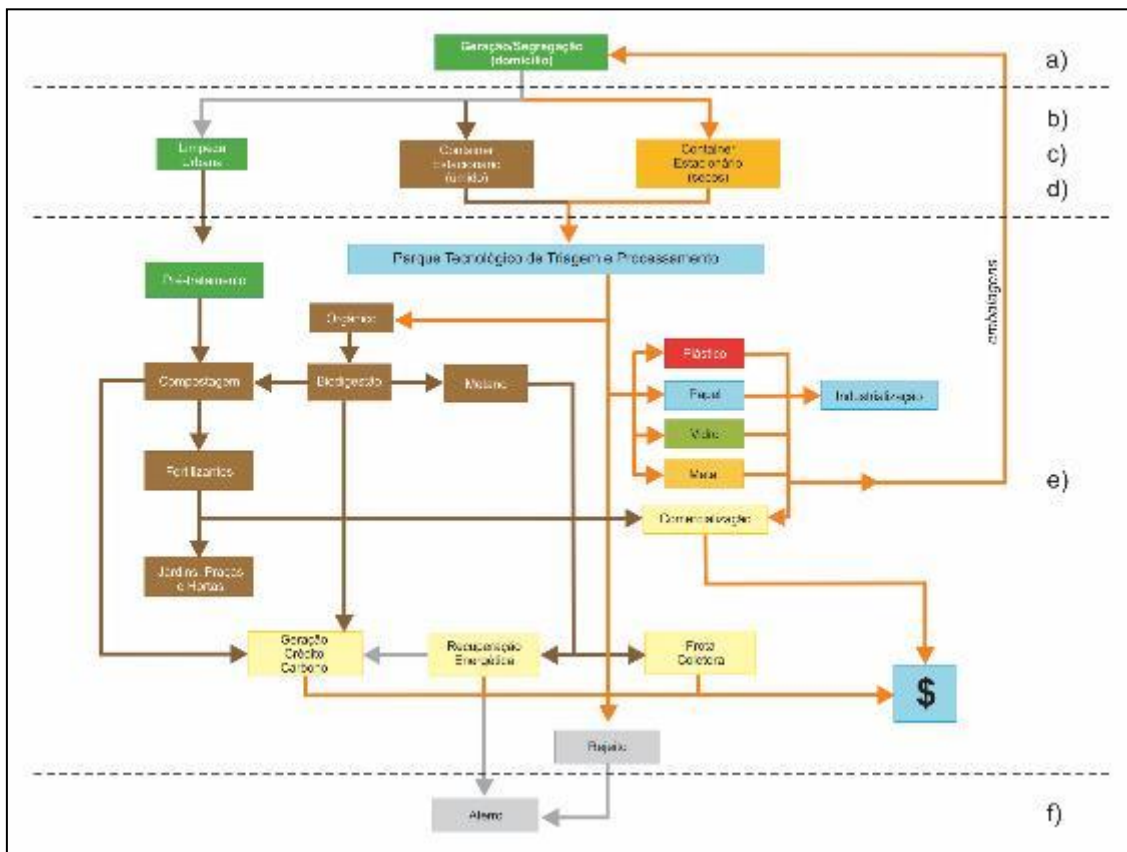 Geração/Segregação
(domicílio)
a)
b)
Limpeza
Urbana
Container
Estacionário
(úmido)
Container
Estacionário
(secos)
c)
d)
Parque Tecnológico de Triagem e Processamento
Pré-tratamento
embalagens
Orgânico
Plástico
Compostagem
Biodigestão
Metano
Papel
Industrialização
Vidro
Fertilizantes
Metal
e)
Comercialização
Jardins, Praças
e Hortas
Geração
Crédito
Carbono
Recuperação
Energética
Frota
Coletora
$
Rejeito
Aterro
f)